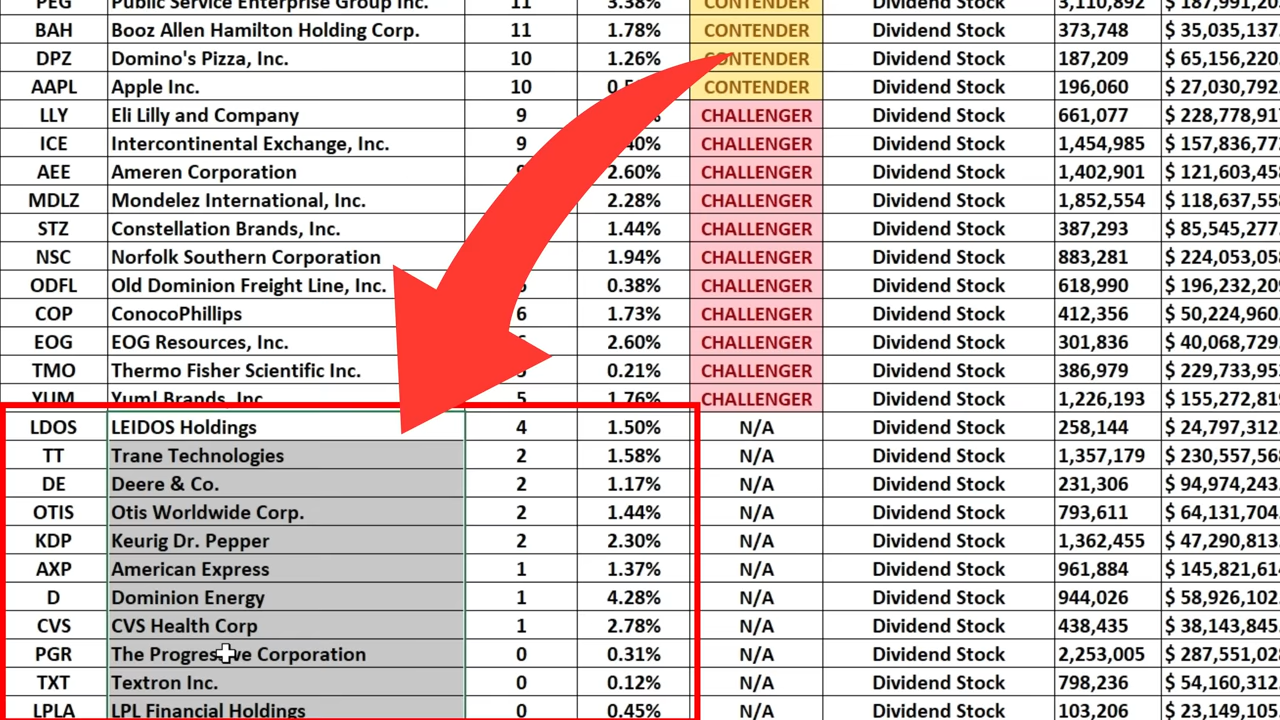 PEG Public Service Enterprise Group Inc. 11 3.38% CONTENDER Dividend Stock 3,110,892 $ 187,991,20
BAH Booz Allen Hamilton Holding Corp. 11 1.78% CONTENDER Dividend Stock 373,748 $ 35,035,137
DPZ Domino's Pizza, Inc. 10 1.26% CONTENDER Dividend Stock 187,209 $ 65,156,220
AAPL Apple Inc. 10 CONTENDER Dividend Stock 196,060 $ 27,030,792
LLY Eli Lilly and Company 9 CHALLENGER Dividend Stock 661,077 $ 228,778,91
ICE Intercontinental Exchange, Inc. 9 CHALLENGER Dividend Stock 1,454,985 $ 157,836,77
AEE Ameren Corporation 2.60% CHALLENGER Dividend Stock 1,402,901 $ 121,603,45
MDLZ Mondelez International, Inc. 2.28% CHALLENGER Dividend Stock 1,852,554 $ 118,637,55
STZ Constellation Brands, Inc. 1.44% CHALLENGER Dividend Stock 387,293 $ 85,545,277
NSC Norfolk Southern Corporation 1.94% CHALLENGER Dividend Stock 883,281 $ 224,053,05
ODFL Old Dominion Freight Line, Inc. 0.38% CHALLENGER Dividend Stock 618,990 $ 196,232,20
COP ConocoPhillips 6 1.73% CHALLENGER Dividend Stock 412,356 $ 50,224,960
EOG EOG Resources, Inc. 2.60% CHALLENGER Dividend Stock 301,836 $ 40,068,729
TMO Thermo Fisher Scientific Inc. 0.21% CHALLENGER Dividend Stock 386,979 $ 229,733,95
YUM Yum! Brands, Inc 5 1.76% CHALLENGER Dividend Stock 1,226,193 $ 155,272,81
LDOS LEIDOS Holdings 4 1.50% N/A Dividend Stock 258,144 $ 24,797,312
TT Trane Technologies 2 1.58% N/A Dividend Stock 1,357,179 $ 230,557,56
DE Deere & Co. 2 1.17% N/A Dividend Stock 231,306 $ 94,974,243
OTIS Otis Worldwide Corp. 2 1.44% N/A Dividend Stock 793,611 $ 64,131,704
KDP Keurig Dr. Pepper 2 2.30% N/A Dividend Stock 1,362,455 $ 47,290,813
AXP American Express 1 1.37% N/A Dividend Stock 961,884 $ 145,821,61
D Dominion Energy 1 4.28% N/A Dividend Stock 944,026 $ 58,926,102
CVS CVS Health Corp 1 2.78% N/A Dividend Stock 438,435 $ 38,143,845
PGR The Progressive Corporation 0 0.31% N/A Dividend Stock 2,253,005 $ 287,551,02
TXT Textron Inc. 0 0.12% N/A Dividend Stock 798,236 $ 54,160,312
LPLA LPL Financial Holdings 0 0.45% N/A Dividend Stock 103,206 $ 23,149,105